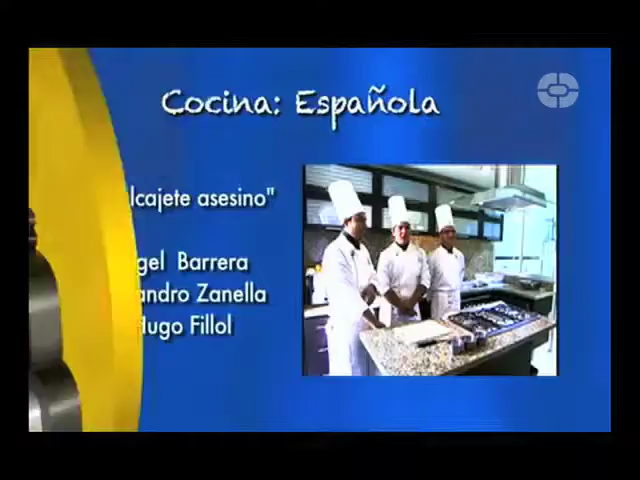 Cocina: Española
lcajete asesino"
gel Barrera
andro Zanella
Hugo Fillol